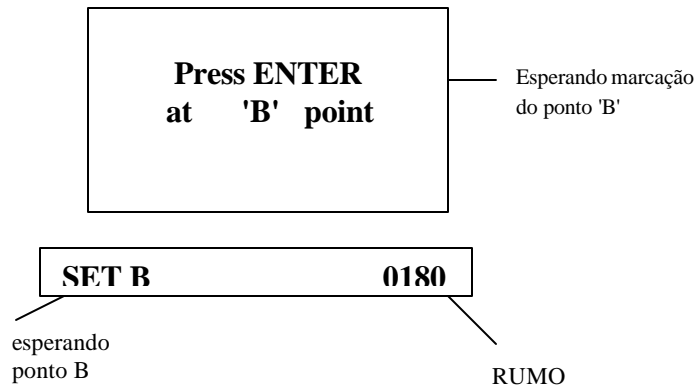 Press ENTER
at 'B' point
Esperando marcação
do ponto 'B'
SET B 0180
esperando
ponto B
RUMO